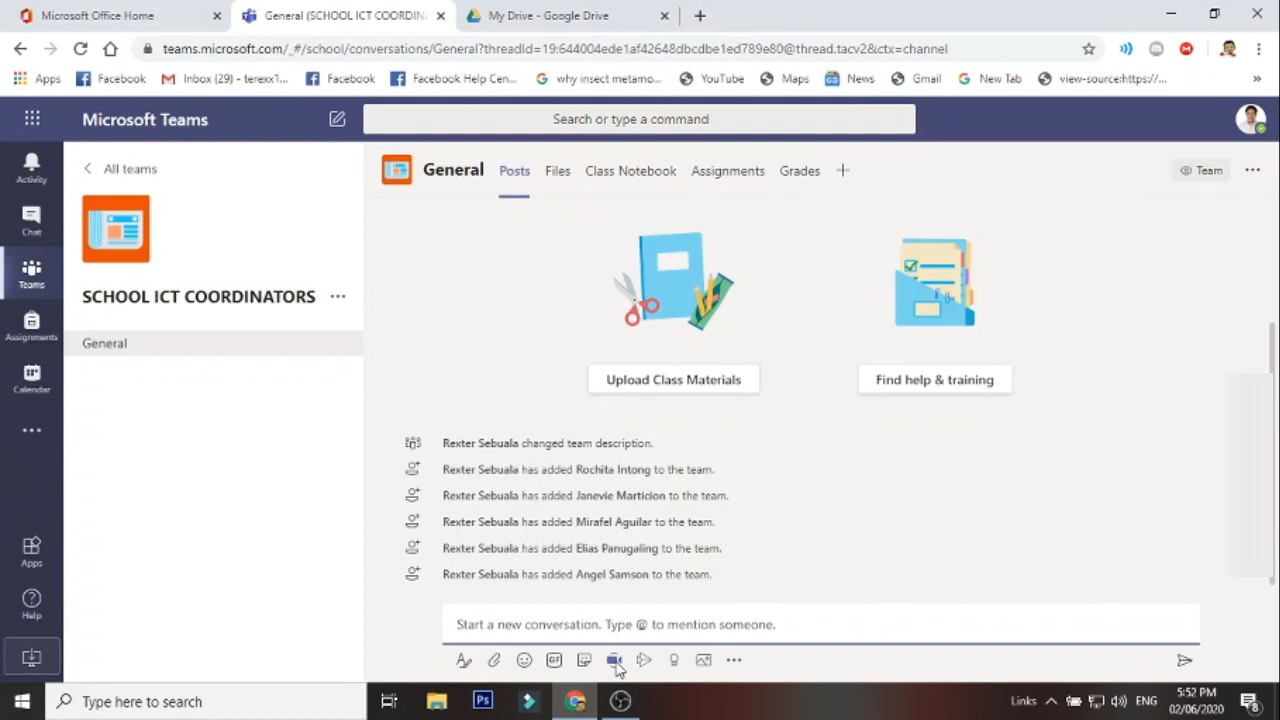 Microsoft Office Home
General (SCHOOL ICT COORDIN
My Drive - Google Drive
teams.microsoft.com/_#/school/conversations/General?threadId=19:644004ede1af42648dbcdbe1ed789e80@thread.tacv2&ctx=channel
Apps
Facebook
Inbox (29) - terexx1...
Facebook
Facebook Help Cen...
why insect metamo...
YouTube
Maps
News
Gmail
New Tab
view-source:https://...
»
Microsoft Teams
Search or type a command
Activity
Chat
Teams
Assignments
Calendar
Apps
Help
All teams
SCHOOL ICT COORDINATORS
General
General
Posts
Files
Class Notebook
Assignments
Grades
Team
Upload Class Materials
Find help & training
Rexter Sebuala changed team description.
Rexter Sebuala has added Rochita Intong to the team.
Rexter Sebuala has added Janevie Marticion to the team.
Rexter Sebuala has added Mirafel Aguilar to the team.
Rexter Sebuala has added Elias Panugaling to the team.
Rexter Sebuala has added Angel Samson to the team.
Start a new conversation. Type @ to mention someone.
GIF
Type here to search
Ps
Links
ENG
5:52 PM
02/06/2020
8